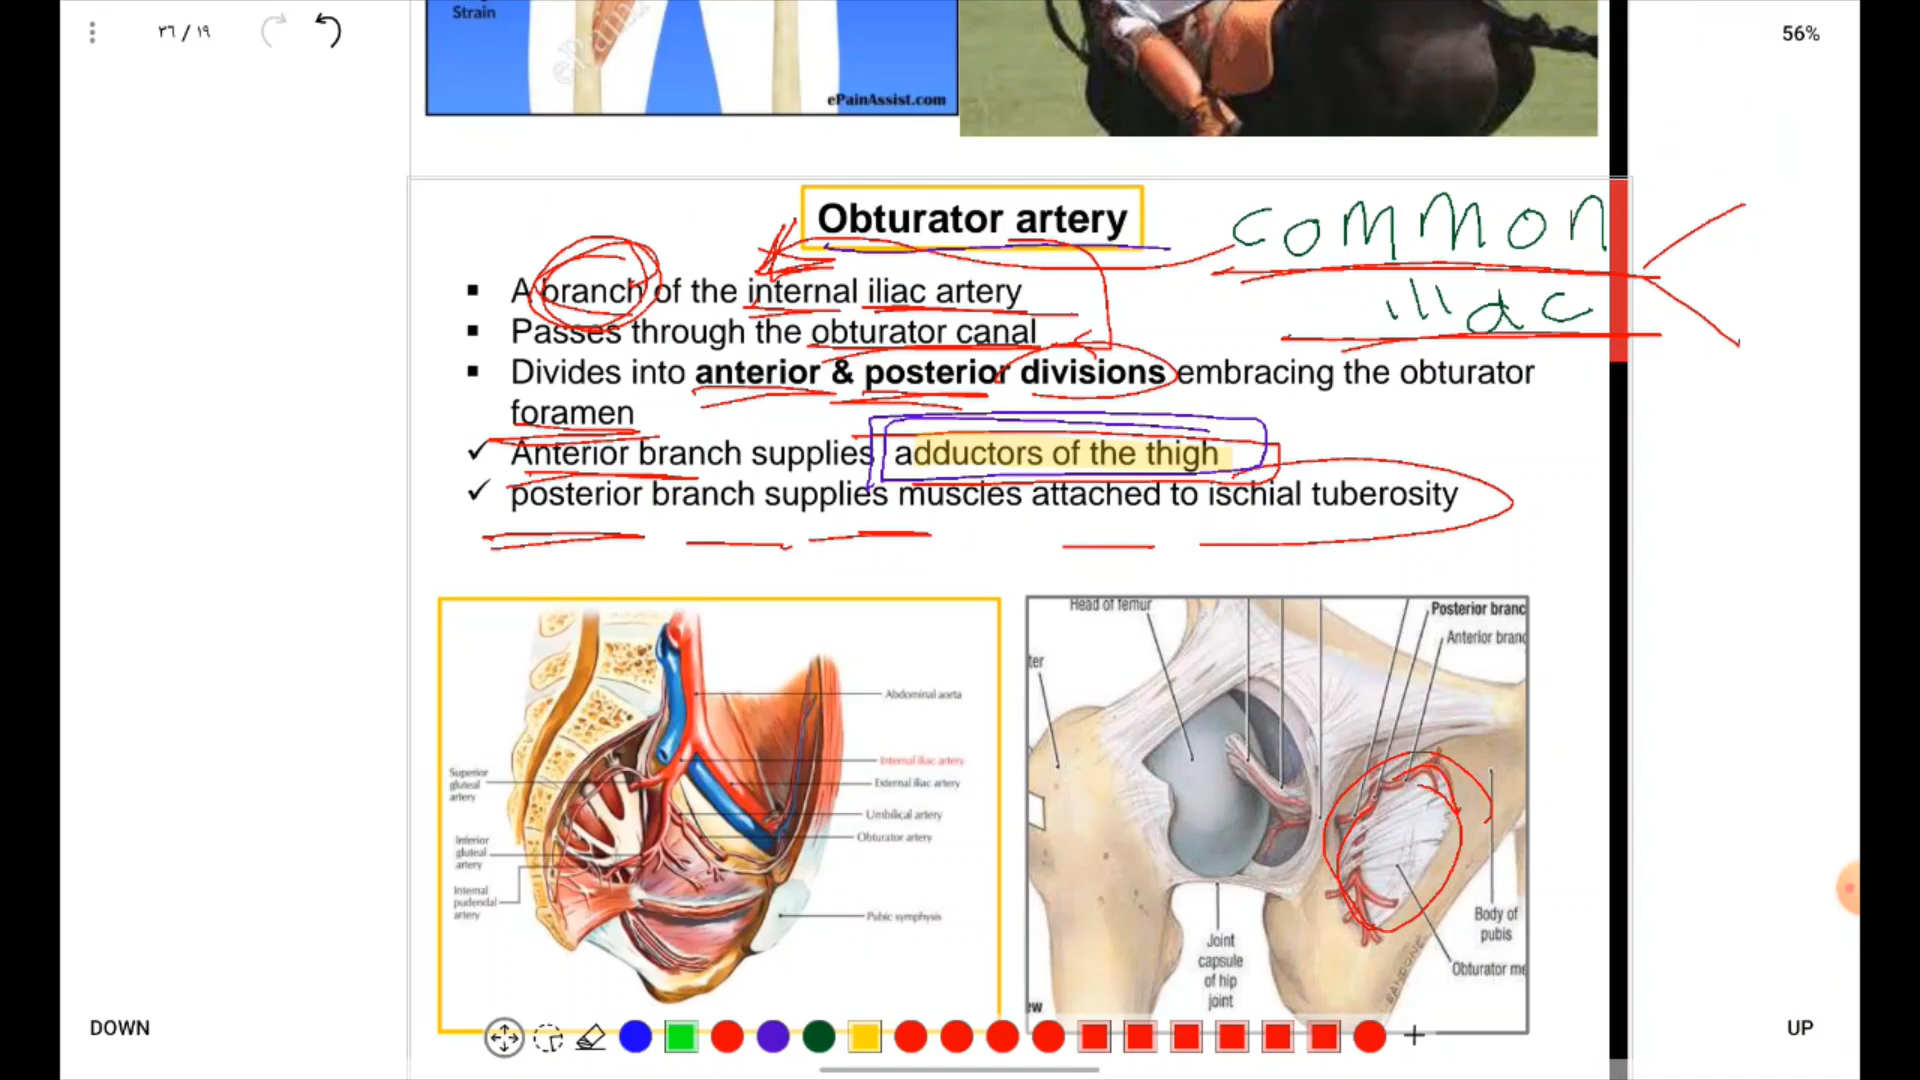 Strain
٣٦ / ١٩
56%
ePainAssist.com
Obturator artery
common
iliac
▪ A branch of the internal iliac artery
▪ Passes through the obturator canal
▪ Divides into anterior & posterior divisions embracing the obturator
foramen
✓ Anterior branch supplies adductors of the thigh
✓ posterior branch supplies muscles attached to ischial tuberosity
Abdominal aorta
Internal iliac artery
External iliac artery
Umbilical artery
Obturator artery
Pubic symphysis
Superior
gluteal
artery
Inferior
gluteal
artery
Internal
pudendal
artery
Head of femur
Posterior branc
Anterior branc
ter
Joint
capsule
of hip
joint
Body of
pubis
Obturator me
ew
DOWN
UP